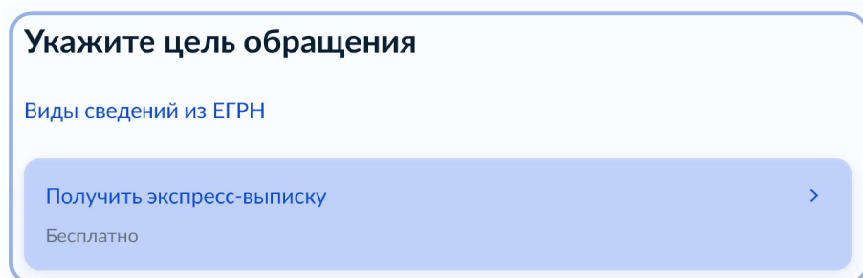 Укажите цель обращения
Виды сведений из ЕГРН
Получить экспресс-выписку
Бесплатно